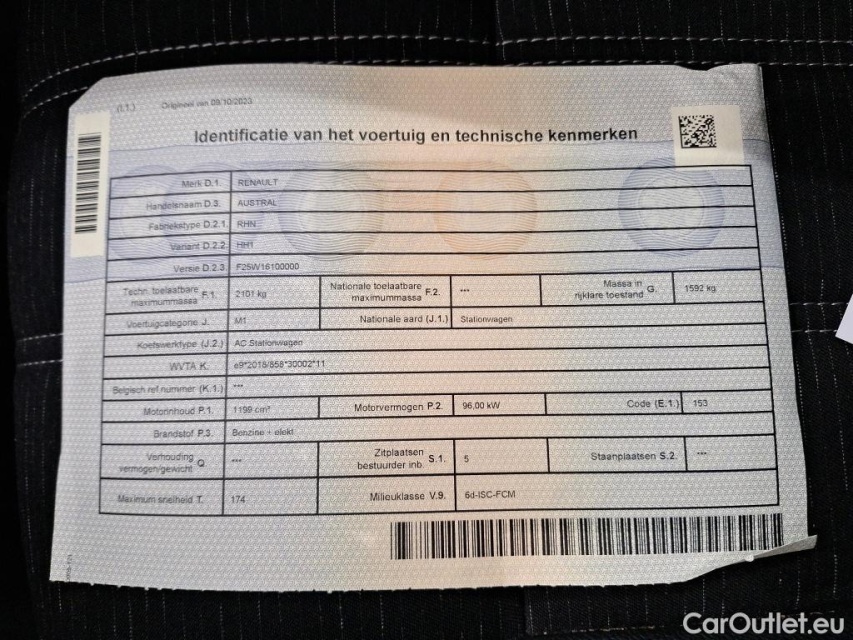 (I.1.) Origineel van 09/10/2023
Identificatie van het voertuig en technische kenmerken
Merk D.1. RENAULT
Handelsnaam D.3. AUSTRAL
Fabriekstype D.2.1. RHN
Variant D.2.2. HH1
Versie D.2.3. F25W16100000
Techn. toelaatbare maximummassa F.1. 2101 kg Nationale toelaatbare maximummassa F.2. *** Massa in rijklare toestand G. 1592 kg
Voertuigcategorie J. M1 Nationale aard (J.1.) Stationwagen
Koetswerktype (J.2.) AC Stationwagen
WVTA K. e9*2018/858*30002*11
Belgisch ref nummer (K.1.) ***
Motorinhoud P.1. 1199 cm³ Motorvermogen P.2. 96,00 kW Code (E.1.) 153
Brandstof P.3. Benzine + elekt
Verhouding vermogen/gewicht Q *** Zitplaatsen bestuurder inb. S.1. 5 Staanplaatsen S.2. ***
Maximum snelheid T. 174 Milieuklasse V.9. 6d-ISC-FCM
CarOutlet.eu